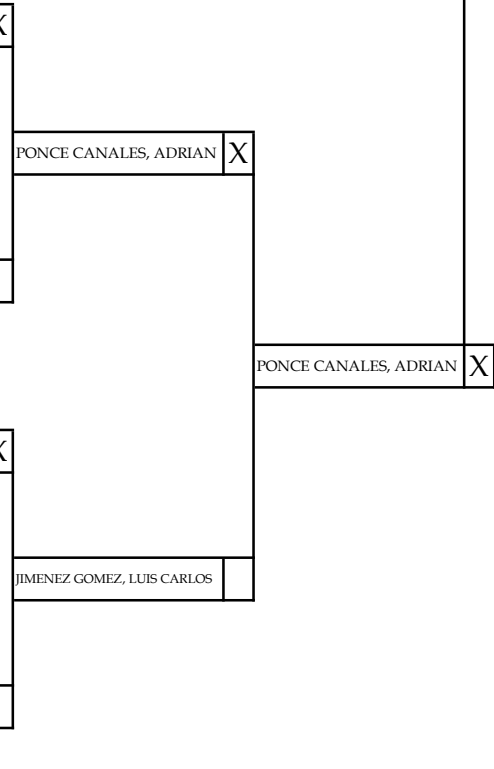 X
PONCE CANALES, ADRIAN X
PONCE CANALES, ADRIAN X
X
JIMENEZ GOMEZ, LUIS CARLOS